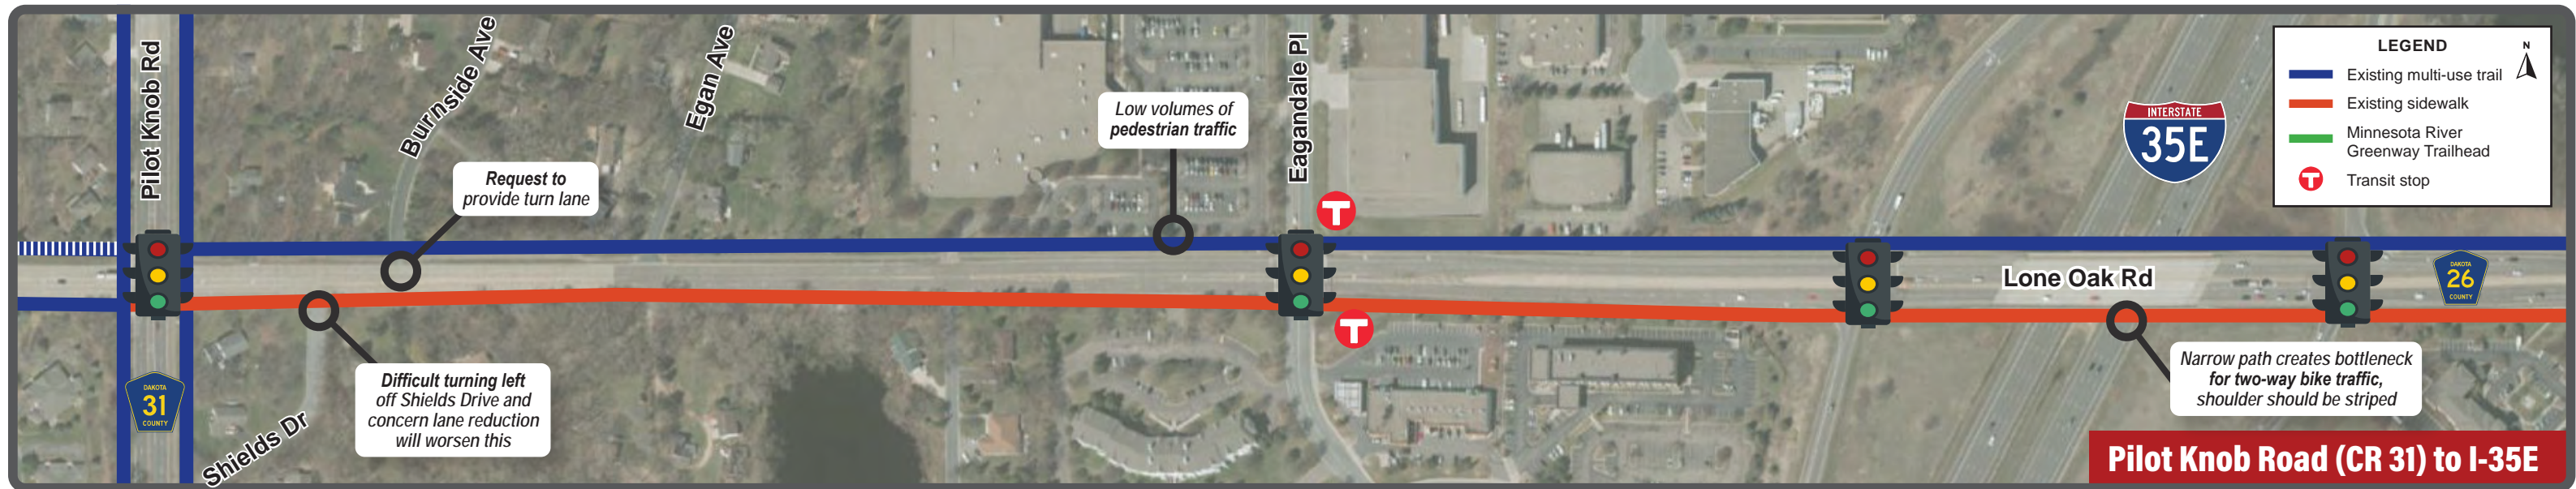 Pilot Knob Rd
Burnside Ave
Egan Ave
Request to
provide turn lane
Low volumes of
pedestrian traffic
Eagandale Pl
T
T
INTERSTATE
35E
LEGEND
N
Existing multi-use trail
Existing sidewalk
Minnesota River
Greenway Trailhead
T
Transit stop
Lone Oak Rd
DAKOTA
26
COUNTY
DAKOTA
31
COUNTY
Shields Dr
Difficult turning left
off Shields Drive and
concern lane reduction
will worsen this
Narrow path creates bottleneck
for two-way bike traffic,
shoulder should be striped
Pilot Knob Road (CR 31) to I-35E